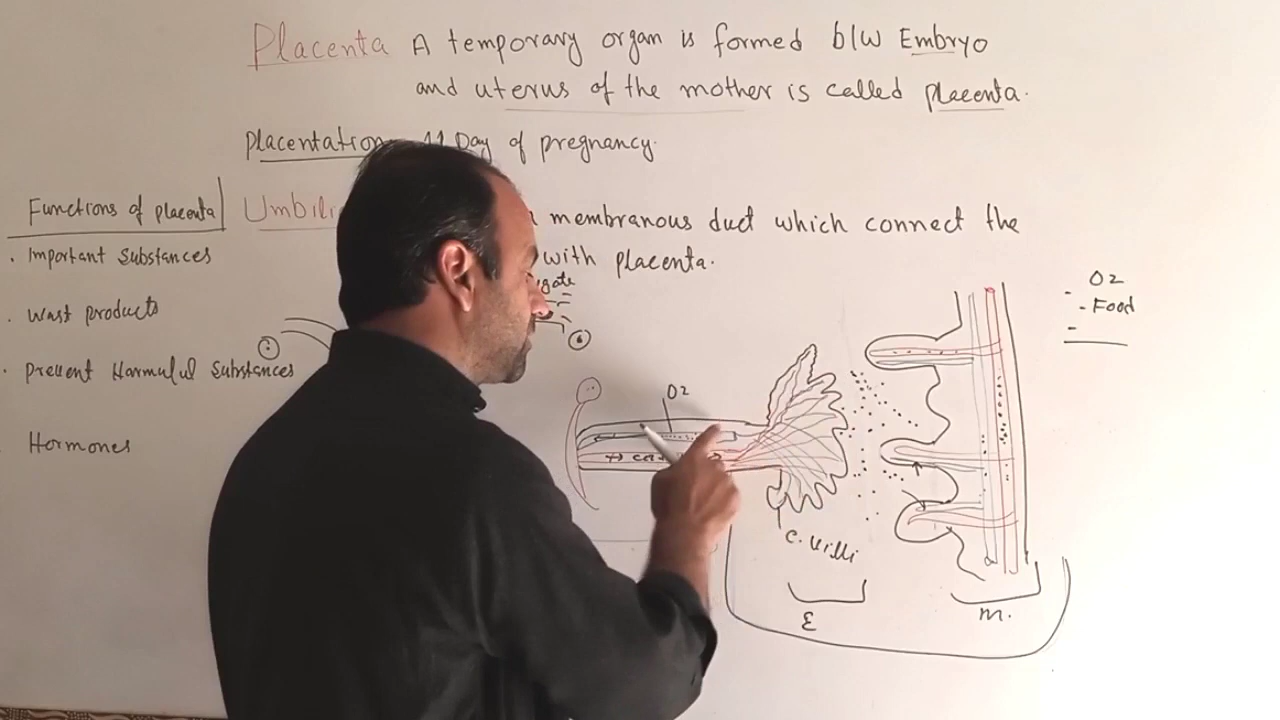 Placenta A temporary organ is formed b/w Embryo
and uterus of the mother is called placenta.
Placentation 11 Day of pregnancy.
Functions of placenta
membranous duct which connect the
with placenta.
. Important Substances
. Wast products
. Prevent Harmful Substances
Hormones
O2
- Food
-
O2
C. Villi
E
m.